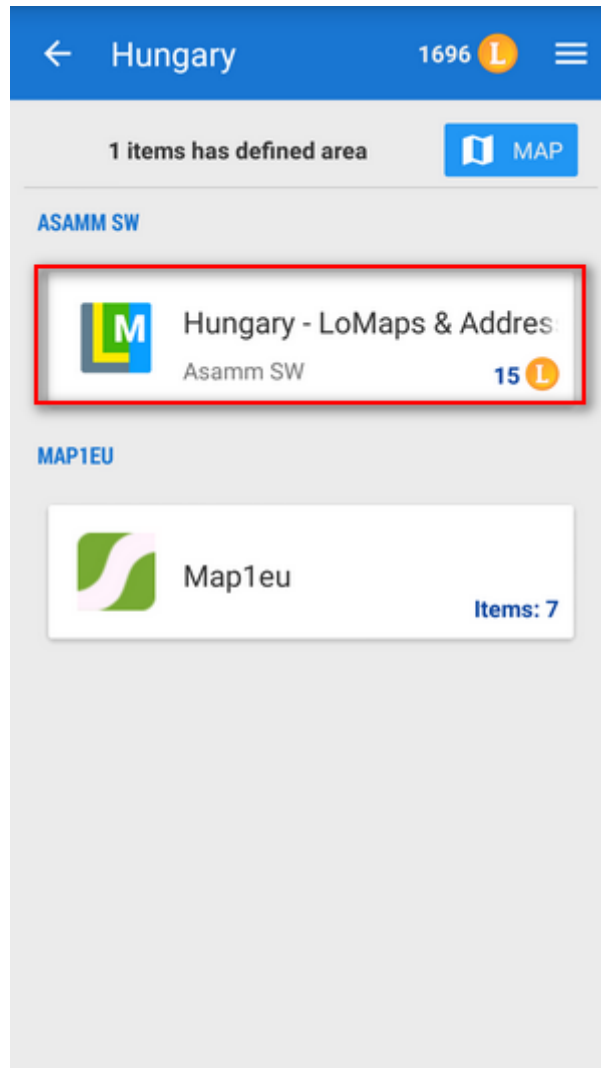 Hungary 1696 L
1 items has defined area MAP
ASAMM SW
LM Hungary - LoMaps & Addres
Asamm SW 15 L
MAP1EU
Map1eu
Items: 7